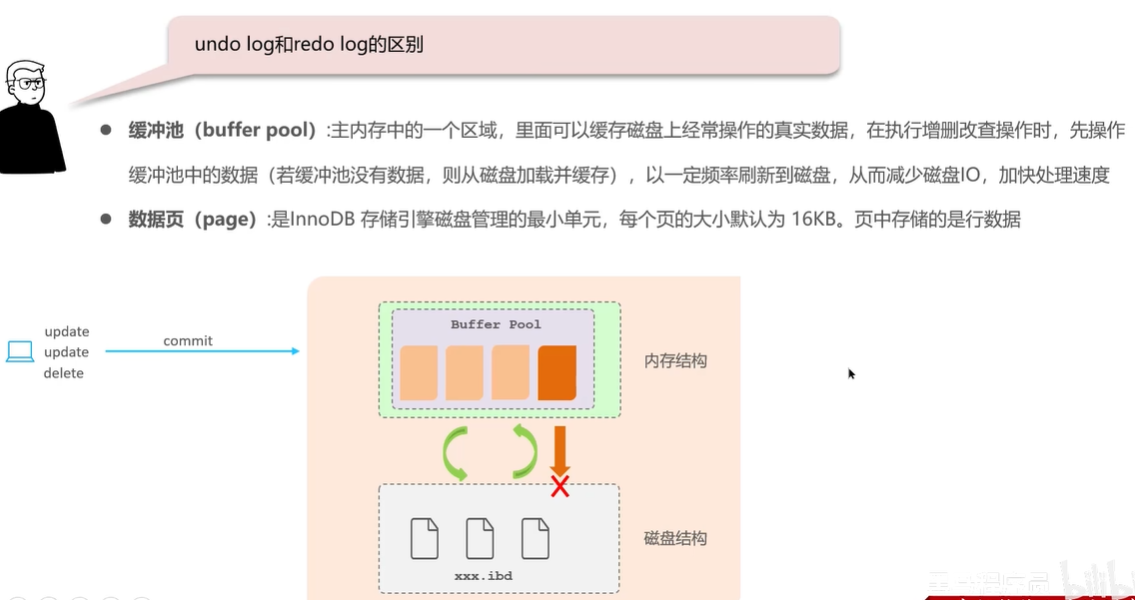 undo log和redo log的区别
● 缓冲池（buffer pool）:主内存中的一个区域，里面可以缓存磁盘上经常操作的真实数据，在执行增删改查操作时，先操作
缓冲池中的数据（若缓冲池没有数据，则从磁盘加载并缓存），以一定频率刷新到磁盘，从而减少磁盘IO，加快处理速度
● 数据页（page）:是InnoDB 存储引擎磁盘管理的最小单元，每个页的大小默认为 16KB。页中存储的是行数据
update
update
delete
commit
Buffer Pool
内存结构
磁盘结构
xxx.ibd